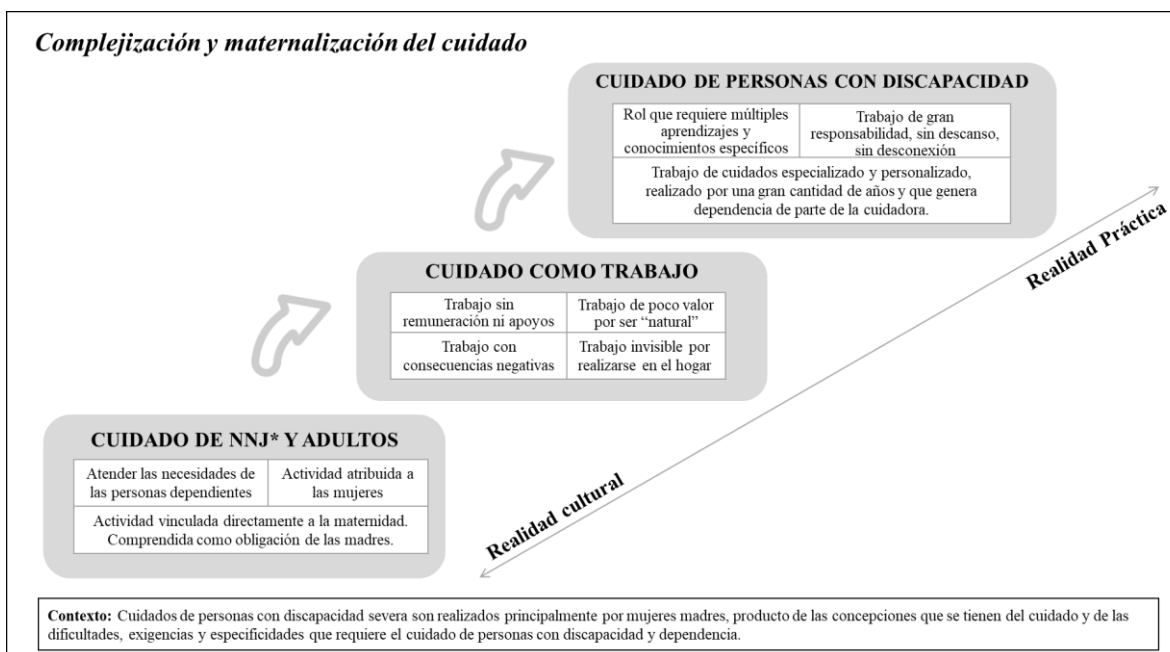 Complejización y maternalización del cuidado
CUIDADO DE PERSONAS CON DISCAPACIDAD
Rol que requiere múltiples
aprendizajes y
conocimientos específicos
Trabajo de gran
responsabilidad, sin descanso,
sin desconexión
Trabajo de cuidados especializado y personalizado,
realizado por una gran cantidad de años y que genera
dependencia de parte de la cuidadora.
CUIDADO COMO TRABAJO
Trabajo sin
remuneración ni apoyos
Trabajo de poco valor
por ser “natural”
Trabajo con
consecuencias negativas
Trabajo invisible por
realizarse en el hogar
CUIDADO DE NNJ* Y ADULTOS
Atender las necesidades de
las personas dependientes
Actividad atribuida a
las mujeres
Actividad vinculada directamente a la maternidad.
Comprendida como obligación de las madres.
Realidad Práctica
Realidad cultural
Contexto: Cuidados de personas con discapacidad severa son realizados principalmente por mujeres madres, producto de las concepciones que se tienen del cuidado y de las
dificultades, exigencias y especificidades que requiere el cuidado de personas con discapacidad y dependencia.